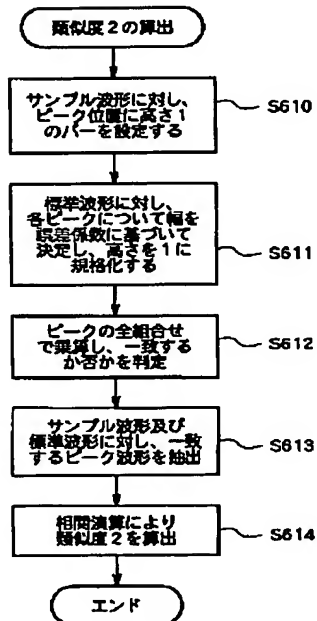 類似度2の算出
サンプル波形に対し、
ピーク位置に高さ1
のバーを設定する
S610
標準波形に対し、
各ピークについて幅を
誤差係数に基づいて
決定し、高さを1に
規格化する
S611
ピークの全組合せ
で乗算し、一致する
か否かを判定
S612
サンプル波形及び
標準波形に対し、一致
するピーク波形を抽出
S613
相関演算により
類似度2を算出
S614
エンド